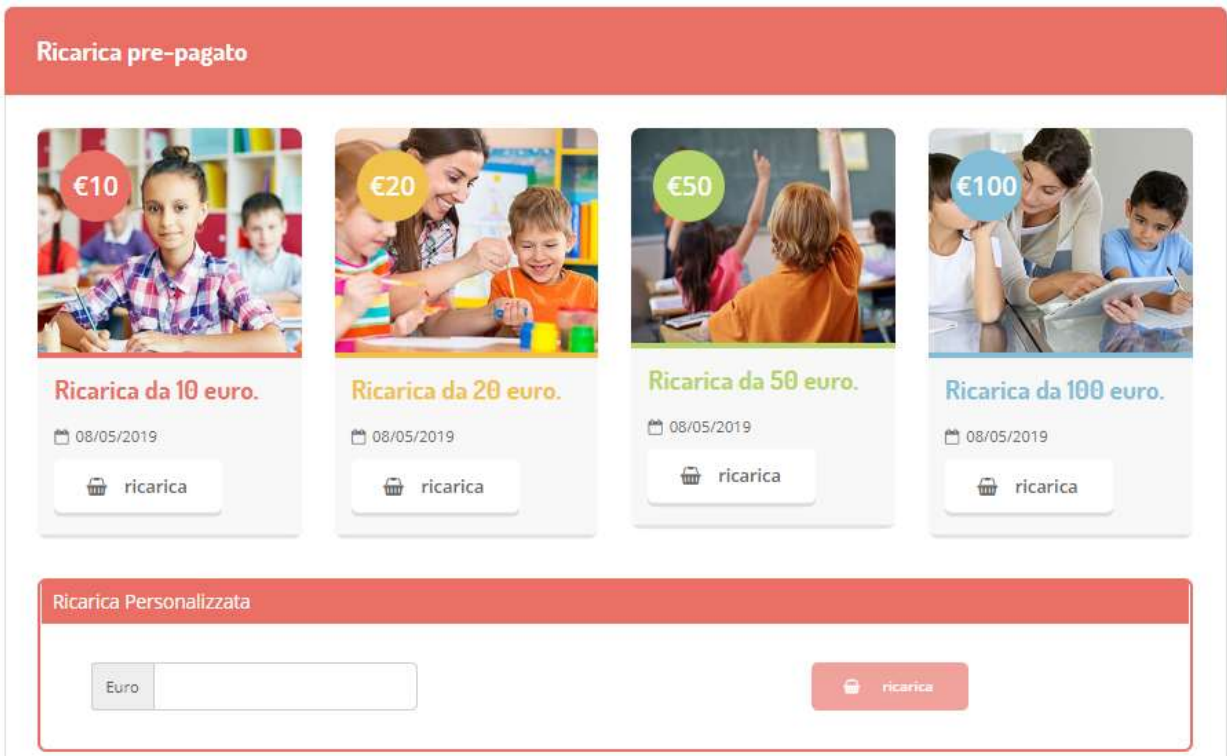 Ricarica pre-pagato
€10
€20
€50
€100
Ricarica da 10 euro.
08/05/2019
ricarica
Ricarica da 20 euro.
08/05/2019
ricarica
Ricarica da 50 euro.
08/05/2019
ricarica
Ricarica da 100 euro.
08/05/2019
ricarica
Ricarica Personalizzata
Euro
ricarica